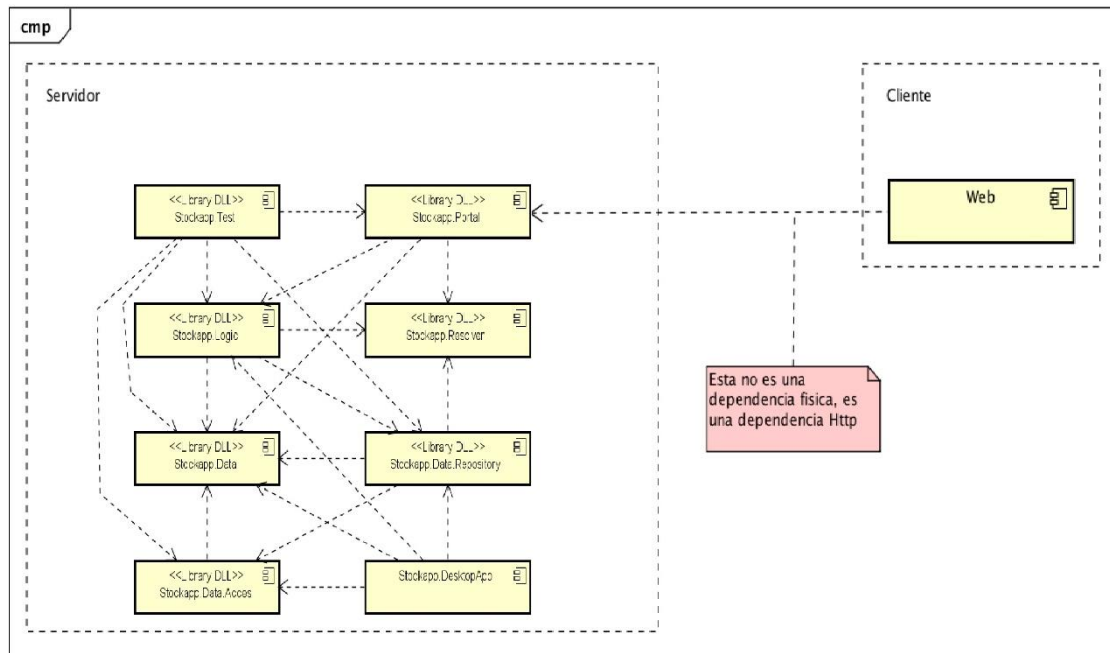 cmp
Servidor
Cliente
<<Library DLL>>
Stockapp.Test
<<Library DLL>>
Stockapp.Portal
Web
<<Library DLL>>
Stockapp.Logic
<<Library DLL>>
Stockapp.Resolver
Esta no es una
dependencia fisica, es
una dependencia Http
<<Library DLL>>
Stockapp.Data
<<Library DLL>>
Stockapp.Data.Repository
<<Library DLL>>
Stockapp.Data.Acces
Stockapp.DesktopApp